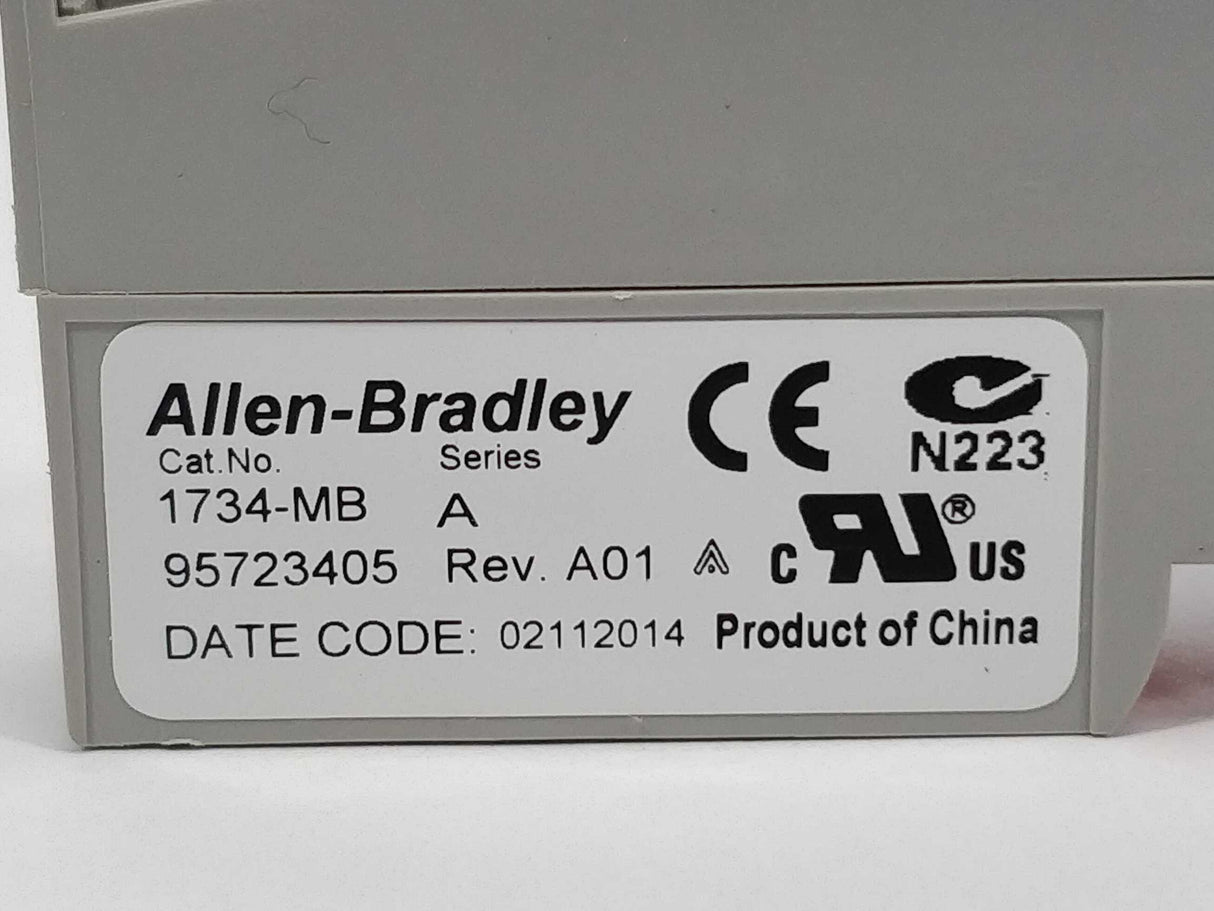 Allen-Bradley
Cat.No. Series
1734-MB A
95723405 Rev. A01
DATE CODE: 02112014 Product of China
CE
N223
c RU® US